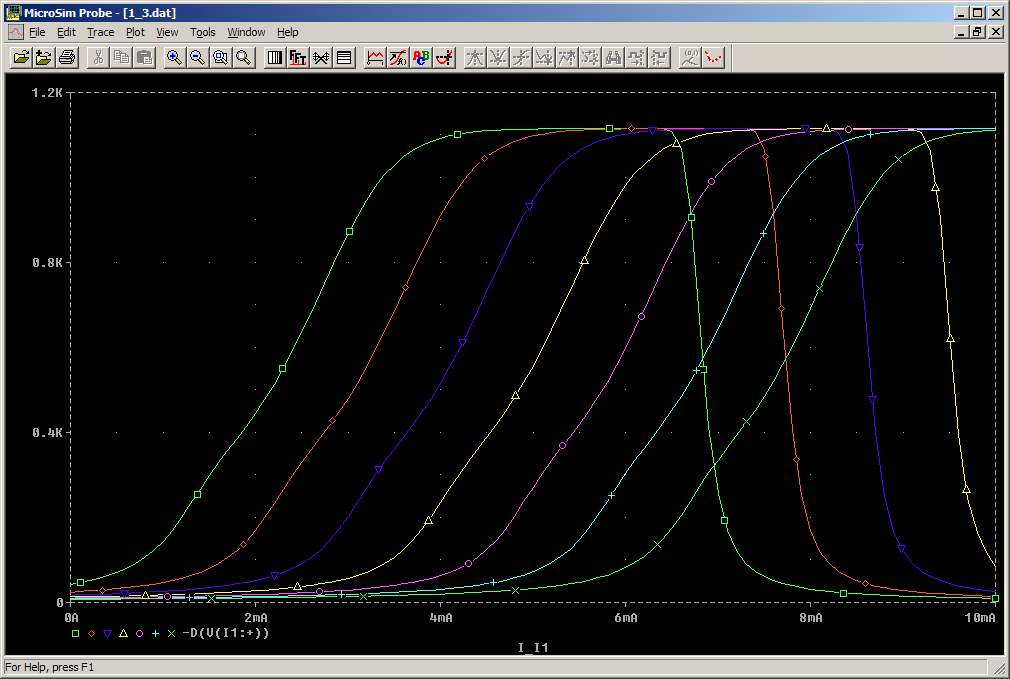 MicroSim Probe - [1_3.dat]
File Edit Trace Plot View Tools Window Help
1.2K
0.8K
0.4K
0
0A 2mA 4mA 6mA 8mA 10mA
-D(V(I1:+))
I_I1
For Help, press F1